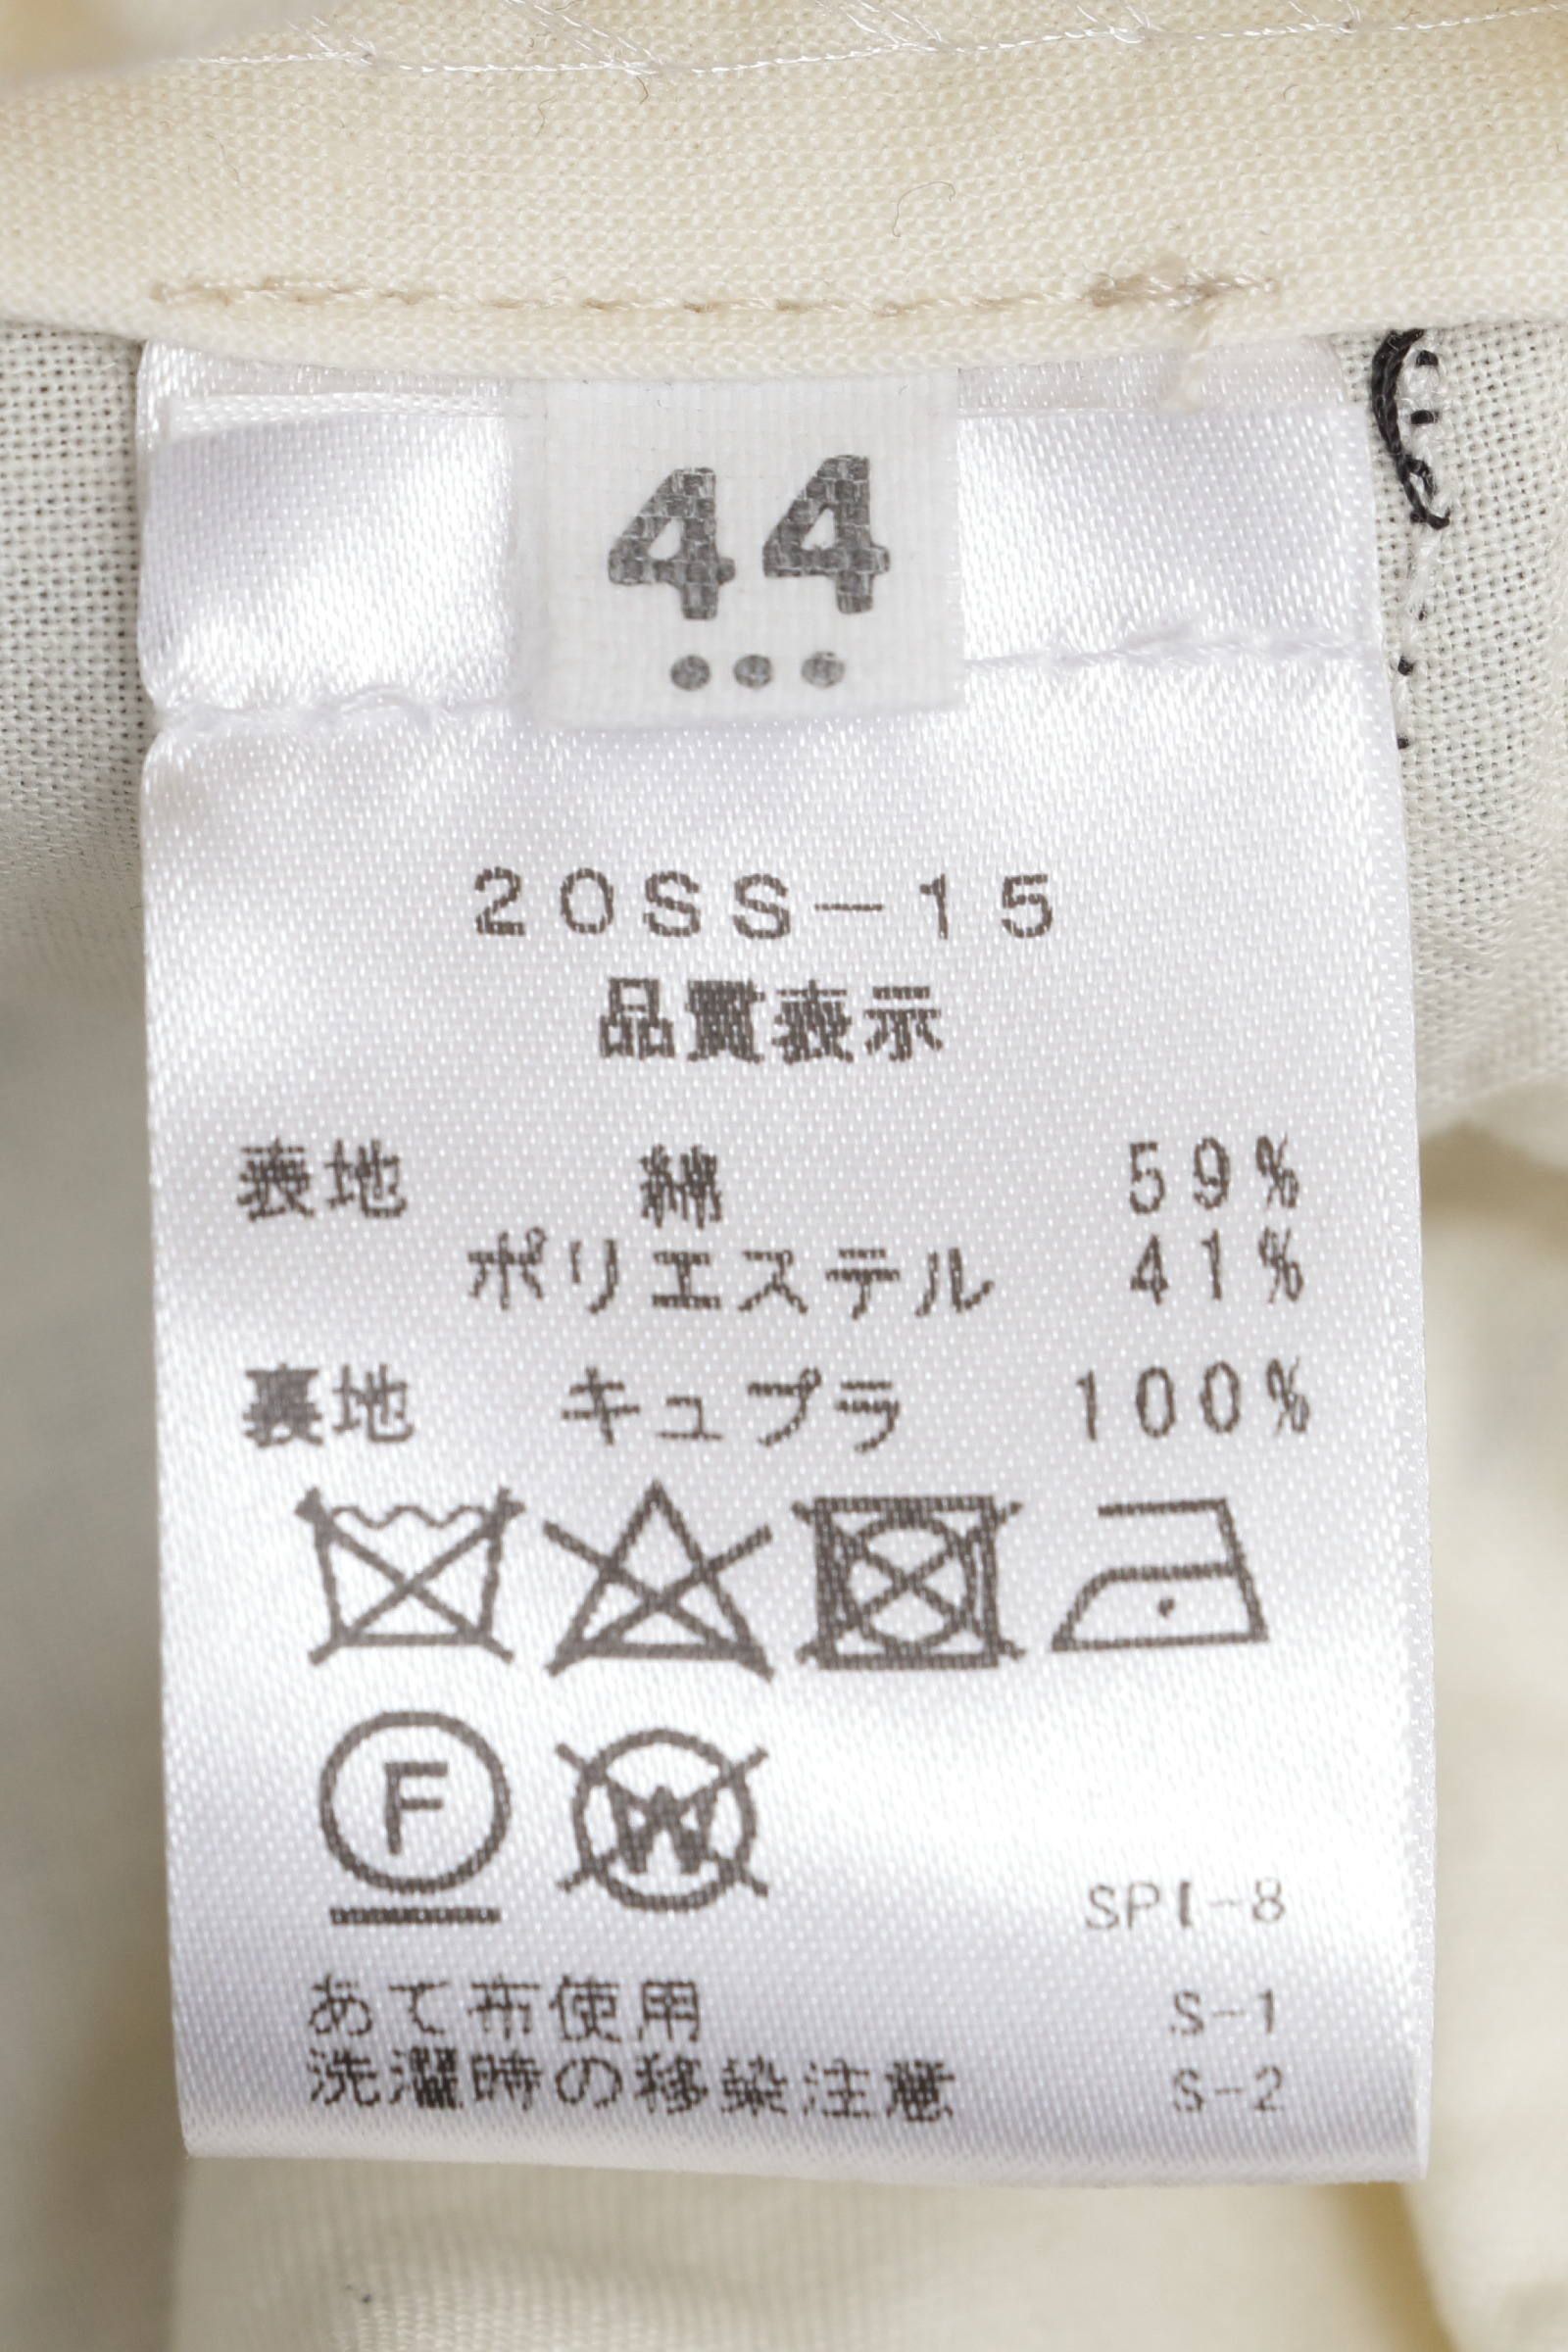 44
20SS-15
品質表示
表地 綿 59%
ポリエステル 41%
裏地 キュプラ 100%
F W
SPI-8
あて布使用 S-1
洗濯時の移染注意 S-2